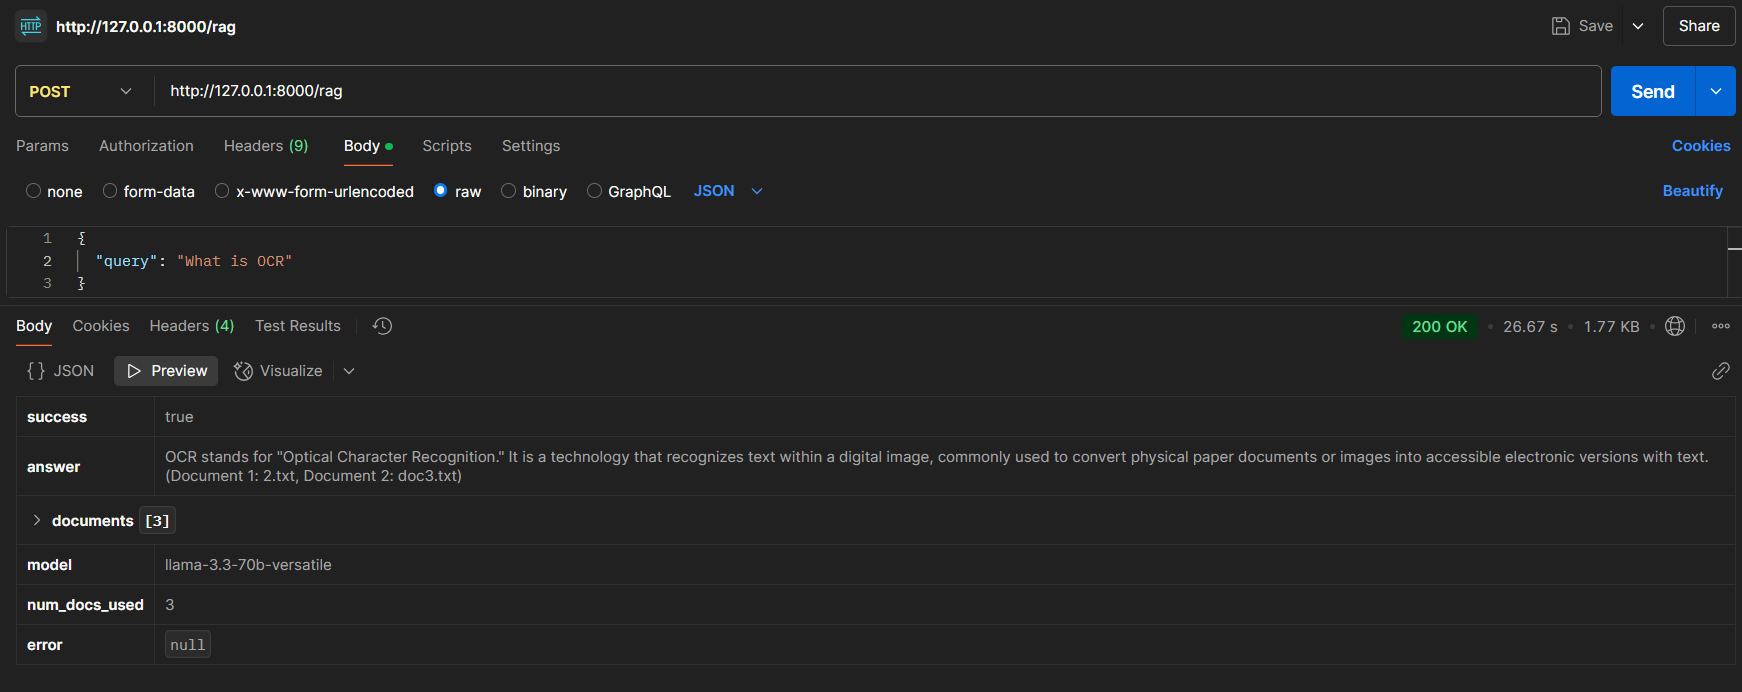 HTTP http://127.0.0.1:8000/rag Save Share
POST http://127.0.0.1:8000/rag Send
Params Authorization Headers (9) Body Scripts Settings Cookies
none form-data x-www-form-urlencoded raw binary GraphQL JSON Beautify
1 {
2 "query": "What is OCR"
3 }
Body Cookies Headers (4) Test Results 200 OK • 26.67 s • 1.77 KB •
{} JSON Preview Visualize
success true
answer OCR stands for "Optical Character Recognition." It is a technology that recognizes text within a digital image, commonly used to convert physical paper documents or images into accessible electronic versions with text.
(Document 1: 2.txt, Document 2: doc3.txt)
documents [3]
model llama-3.3-70b-versatile
num_docs_used 3
error null